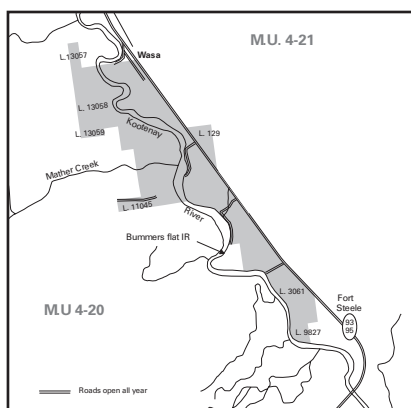 M.U. 4-21
Wasa
L.13057
L. 13058
Kootenay
L. 13059
L. 129
Mather Creek
L. 11045
River
Bummers flat IR
L. 3061
M.U 4-20
Fort
Steele
93
95
L. 9827
Roads open all year